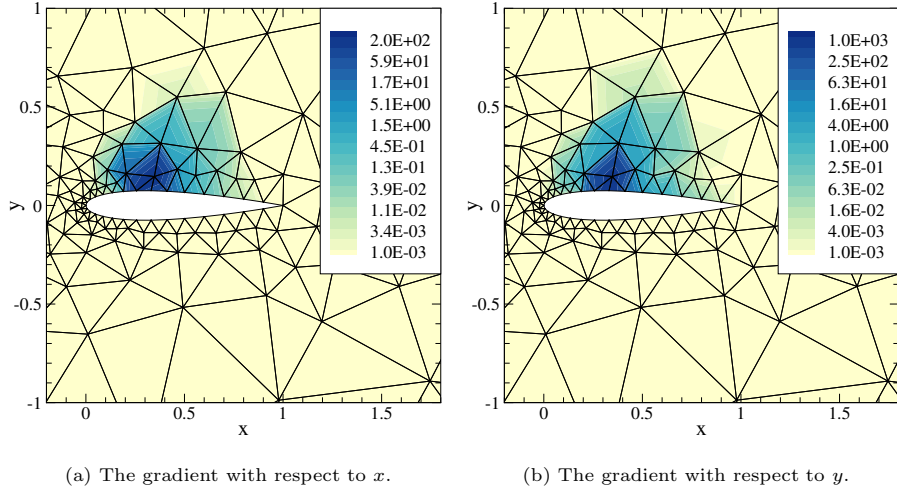 1
0.5
0
-0.5
-1
y
0
0.5
1
1.5
x
2.0E+02
5.9E+01
1.7E+01
5.1E+00
1.5E+00
4.5E-01
1.3E-01
3.9E-02
1.1E-02
3.4E-03
1.0E-03
(a) The gradient with respect to x.
1
0.5
0
-0.5
-1
y
0
0.5
1
1.5
x
1.0E+03
2.5E+02
6.3E+01
1.6E+01
4.0E+00
1.0E+00
2.5E-01
6.3E-02
1.6E-02
4.0E-03
1.0E-03
(b) The gradient with respect to y.